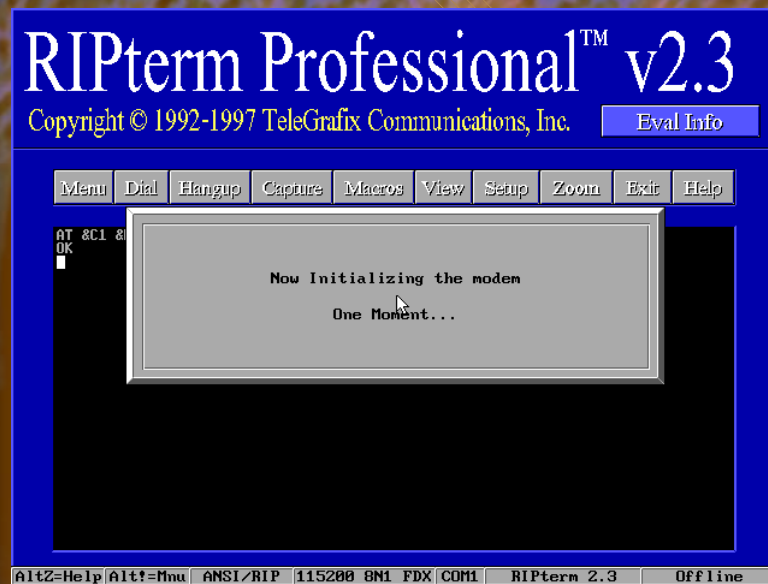 RIPterm Professional™ v2.3
Copyright © 1992-1997 TeleGrafix Communications, Inc. Eval Info
Menu Dial Hangup Capture Macros View Setup Zoom Exit Help
AT &C1
OK
Now Initializing the modem
One Moment...
AltZ=Help Alt!=Mnu ANSI/RIP 115200 8N1 FDX COM1 RIPterm 2.3 Offline